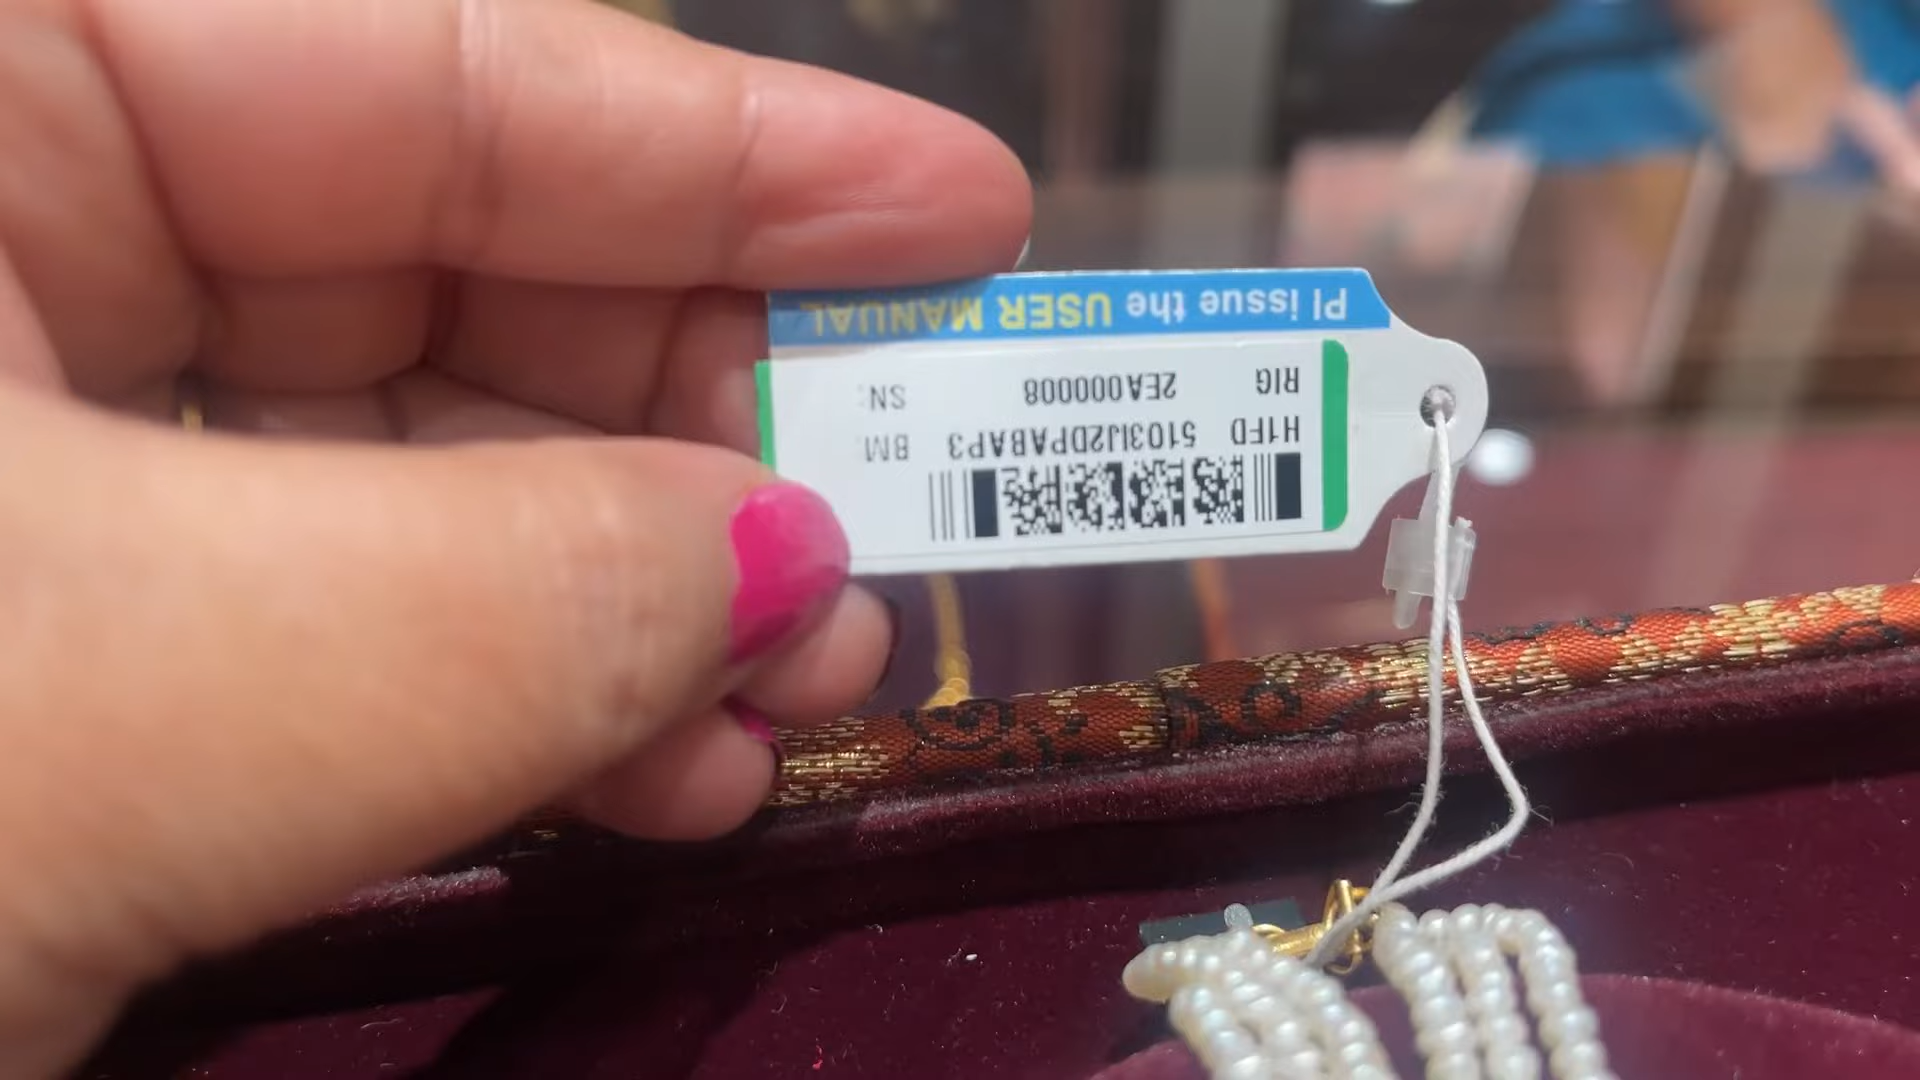 H1FD 5103IJ2DPABAP3 BM:
RIG 2EA000008 SN:
Pl issue the USER MANUAL